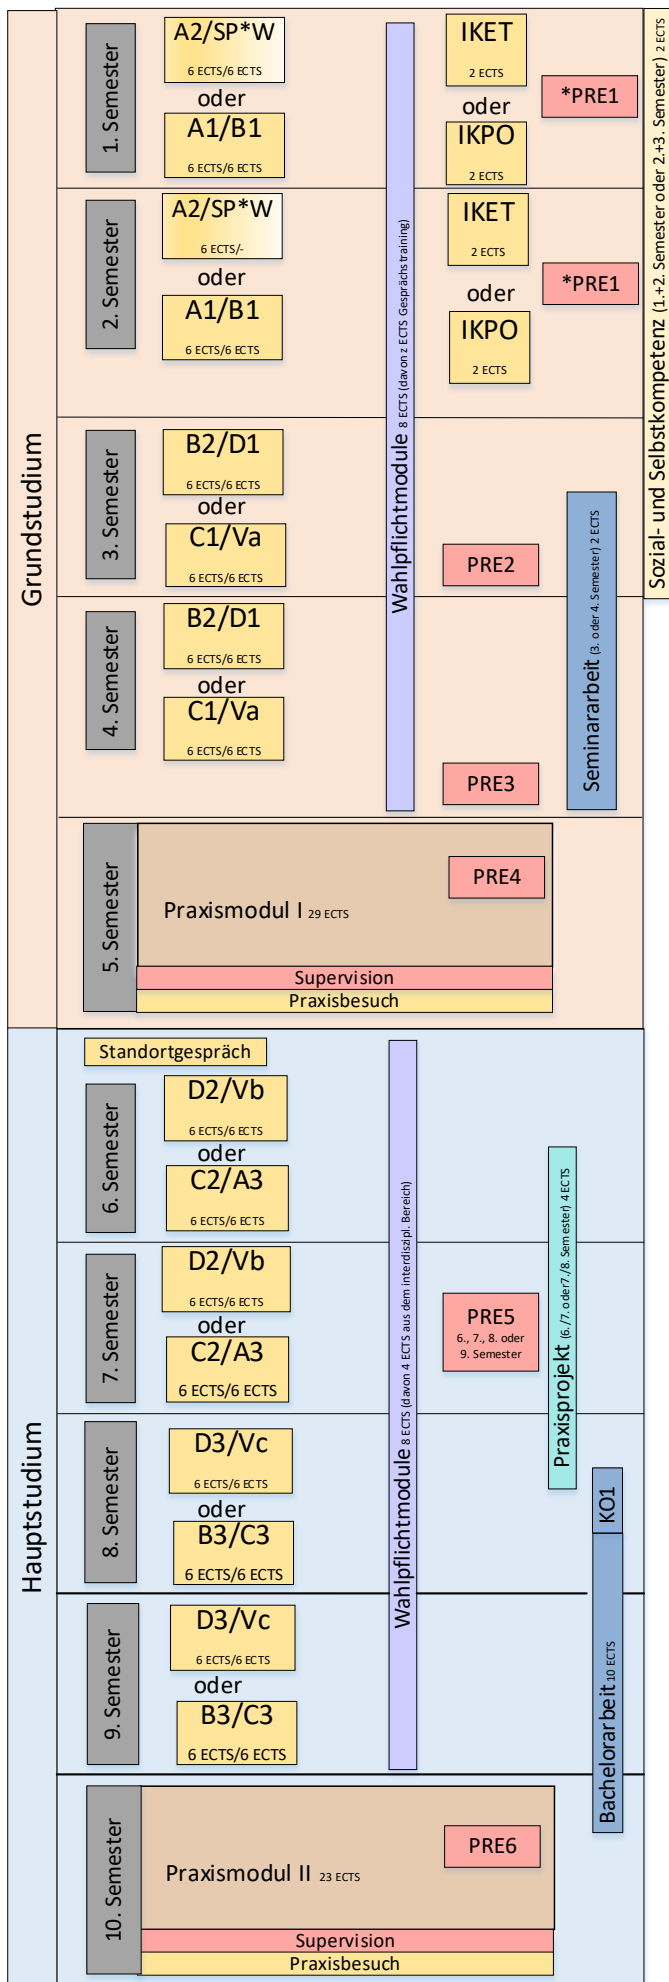 Grundstudium
Sozial- und Selbstkompetenz (1.+2. Semester oder 2.+3. Semester) 2 ECTS
Wahlpflichtmodule 8 ECTS (davon z ECTS Gesprächstraining)
1. Semester
A2/SP*W
6 ECTS/6 ECTS
oder
A1/B1
6 ECTS/6 ECTS
IKET
2 ECTS
oder
IKPO
2 ECTS
*PRE1
2. Semester
A2/SP*W
6 ECTS/-
oder
A1/B1
6 ECTS/6 ECTS
IKET
2 ECTS
oder
IKPO
2 ECTS
*PRE1
3. Semester
B2/D1
6 ECTS/6 ECTS
oder
C1/Va
6 ECTS/6 ECTS
PRE2
Seminararbeit (3. oder 4. Semester) 2 ECTS
4. Semester
B2/D1
6 ECTS/6 ECTS
oder
C1/Va
6 ECTS/6 ECTS
PRE3
5. Semester
Praxismodul I 29 ECTS
PRE4
Supervision
Praxisbesuch
Hauptstudium
Standortgespräch
Wahlpflichtmodule 8 ECTS (davon 4 ECTS aus dem interdiszipl. Bereich)
6. Semester
D2/Vb
6 ECTS/6 ECTS
oder
C2/A3
6 ECTS/6 ECTS
Praxisprojekt (6./7. oder7./8. Semester) 4 ECTS
7. Semester
D2/Vb
6 ECTS/6 ECTS
oder
C2/A3
6 ECTS/6 ECTS
PRE5
6., 7., 8. oder
9. Semester
8. Semester
D3/Vc
6 ECTS/6 ECTS
oder
B3/C3
6 ECTS/6 ECTS
KO1
9. Semester
D3/Vc
6 ECTS/6 ECTS
oder
B3/C3
6 ECTS/6 ECTS
Bachelorarbeit 10 ECTS
10. Semester
Praxismodul II 23 ECTS
PRE6
Supervision
Praxisbesuch